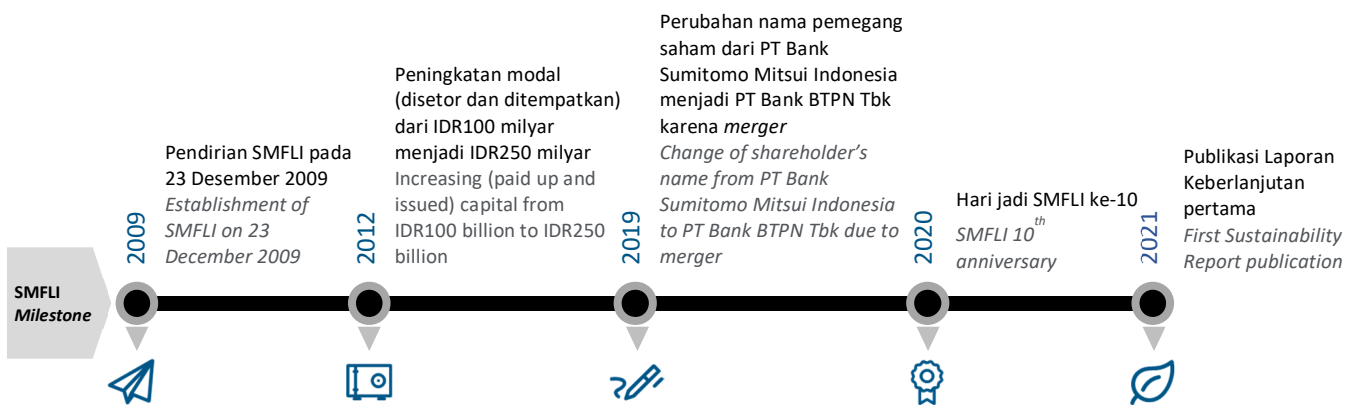 SMFLI
Milestone
2009
Pendirian SMFLI pada
23 Desember 2009
Establishment of
SMFLI on 23
December 2009
2012
Peningkatan modal
(disetor dan ditempatkan)
dari IDR100 milyar
menjadi IDR250 milyar
Increasing (paid up and
issued) capital from
IDR100 billion to IDR250
billion
2019
Perubahan nama pemegang
saham dari PT Bank
Sumitomo Mitsui Indonesia
menjadi PT Bank BTPN Tbk
karena merger
Change of shareholder’s
name from PT Bank
Sumitomo Mitsui Indonesia
to PT Bank BTPN Tbk due to
merger
2020
Hari jadi SMFLI ke-10
SMFLI 10th
anniversary
2021
Publikasi Laporan
Keberlanjutan
pertama
First Sustainability
Report publication